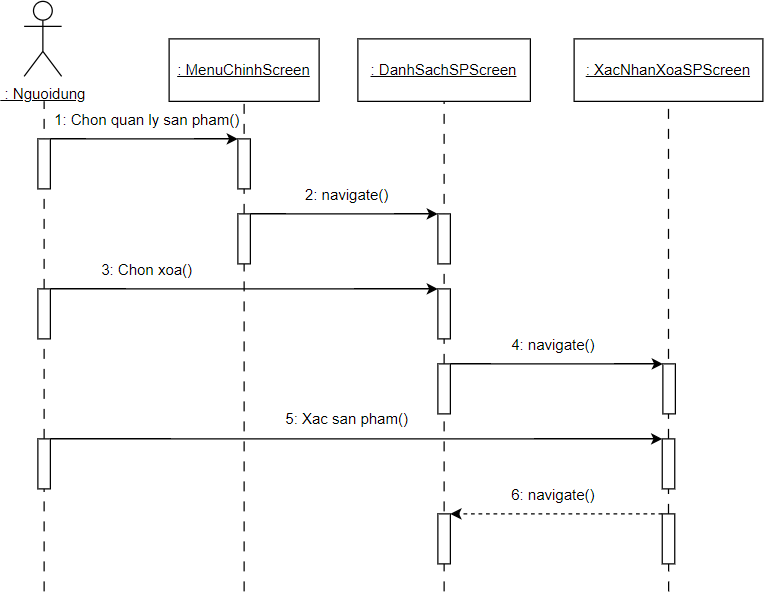 : Nguoidung
: MenuChinhScreen
: DanhSachSPScreen
: XacNhanXoaSPScreen
1: Chon quan ly san pham()
2: navigate()
3: Chon xoa()
4: navigate()
5: Xac san pham()
6: navigate()